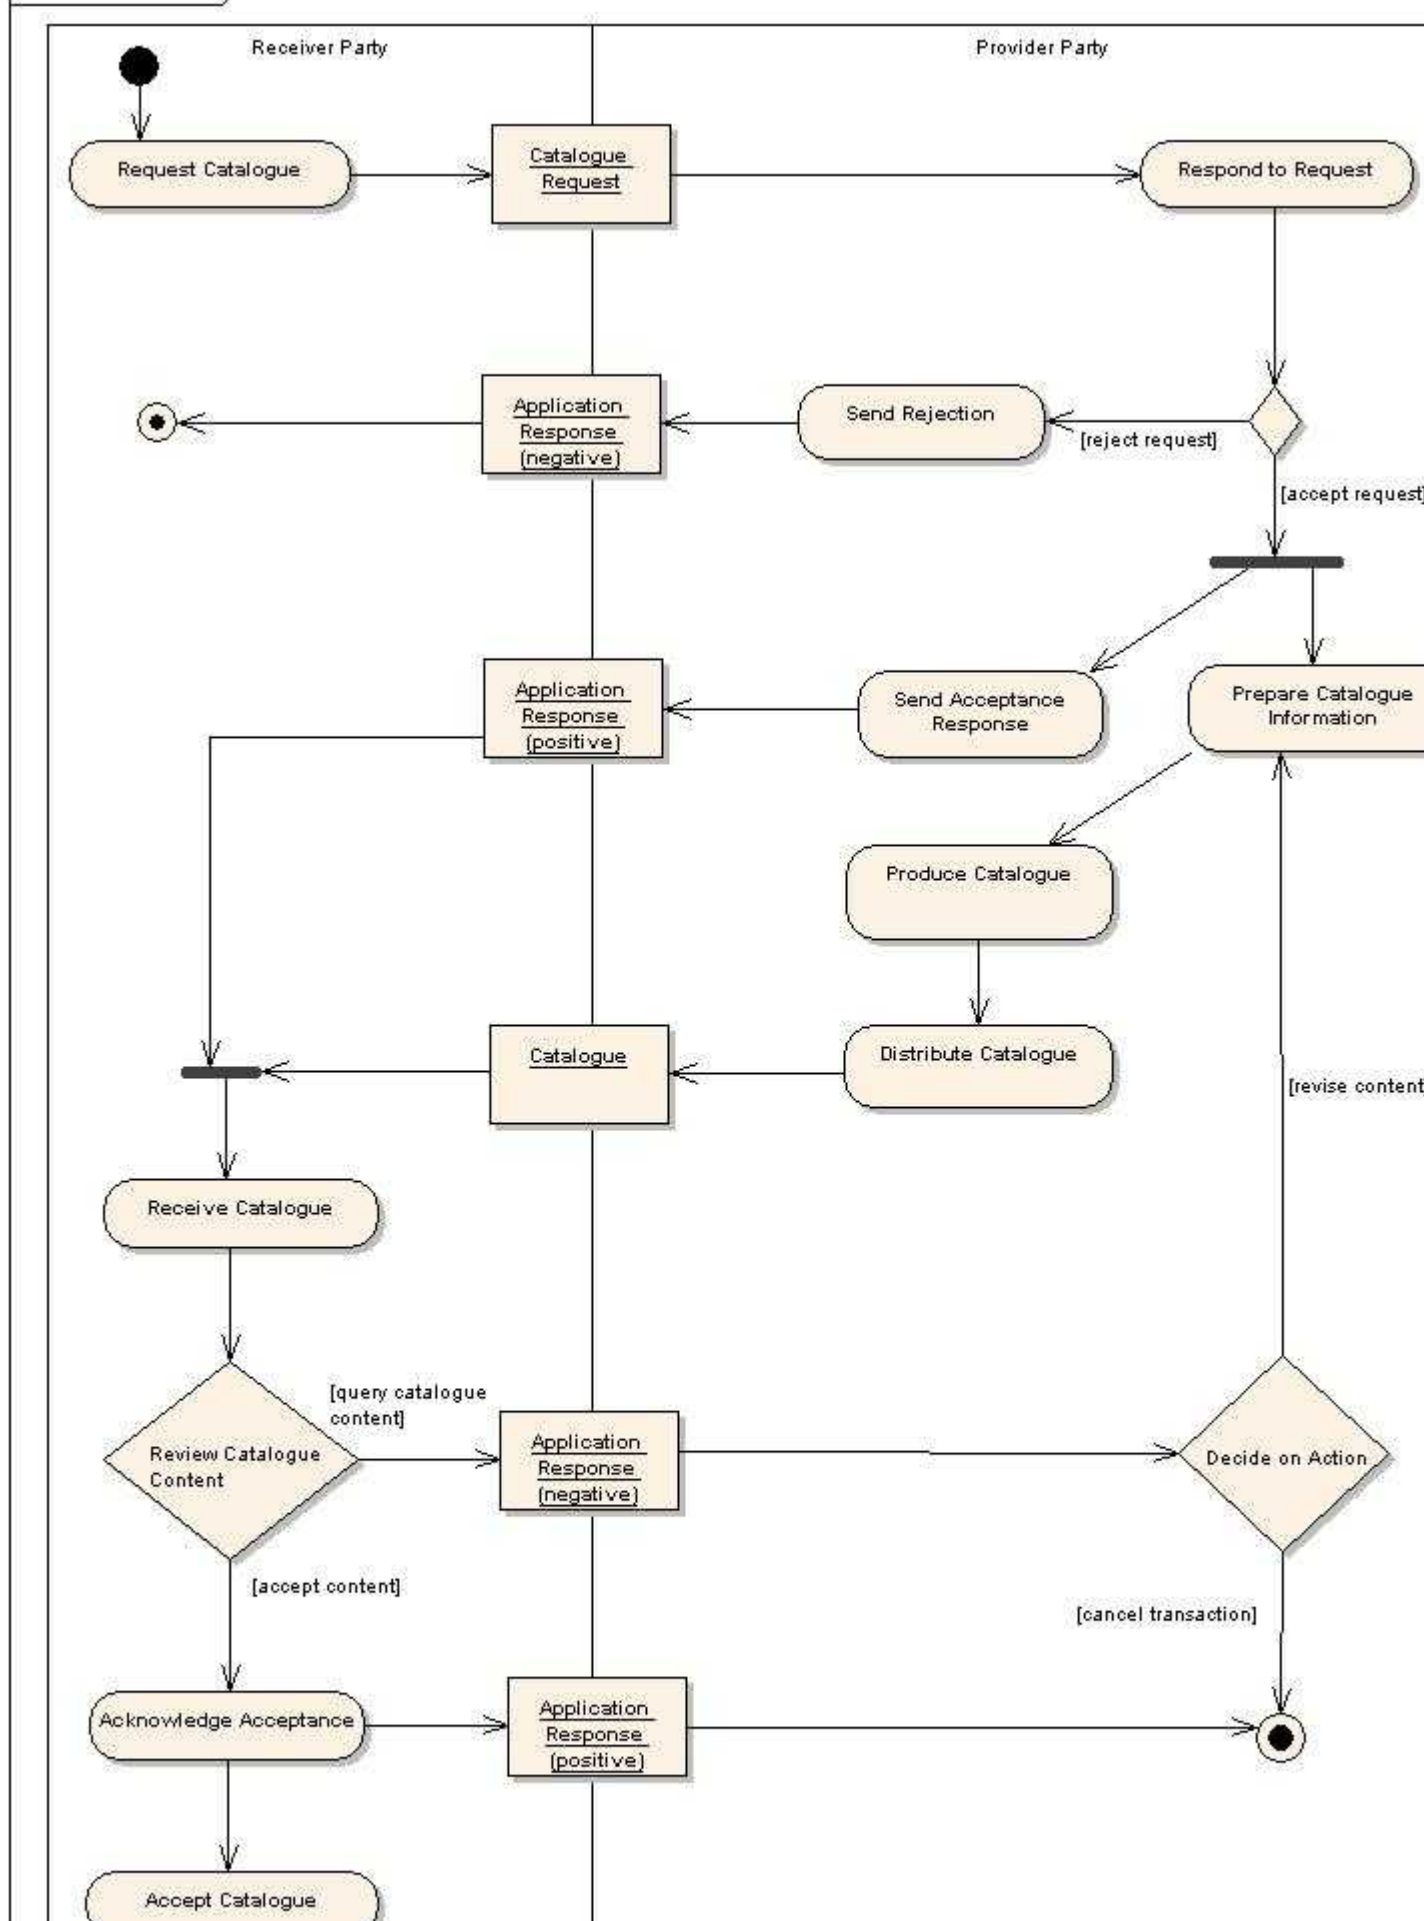 Receiver Party
Provider Party
Request Catalogue
Catalogue
Request
Respond to Request
Application
Response
(negative)
Send Rejection
[reject request]
[accept request]
Application
Response
(positive)
Send Acceptance
Response
Prepare Catalogue
Information
Produce Catalogue
Catalogue
Distribute Catalogue
[revise content
Receive Catalogue
[query catalogue
content]
Review Catalogue
Content
Application
Response
(negative)
Decide on Action
[accept content]
[cancel transaction]
Acknowledge Acceptance
Application
Response
(positive)
Accept Catalogue